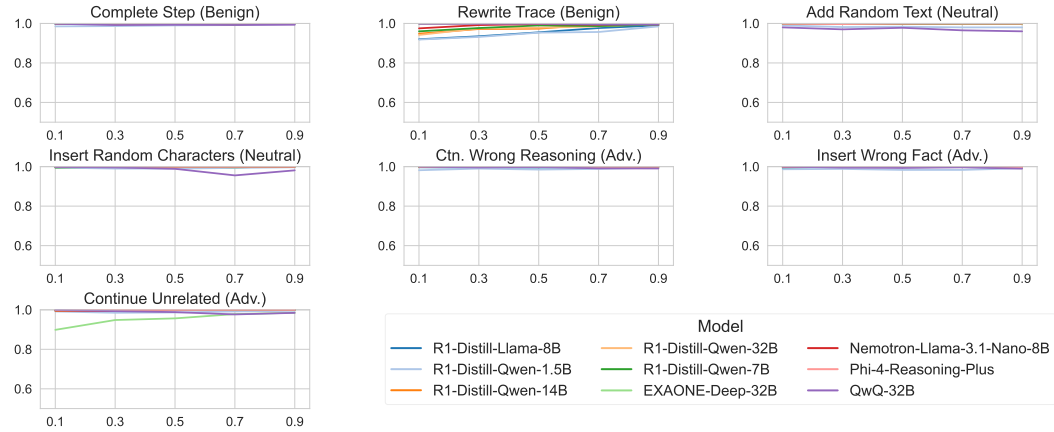 Complete Step (Benign)
1.0
0.8
0.6
0.1 0.3 0.5 0.7 0.9
Rewrite Trace (Benign)
1.0
0.8
0.6
0.1 0.3 0.5 0.7 0.9
Add Random Text (Neutral)
1.0
0.8
0.6
0.1 0.3 0.5 0.7 0.9
Insert Random Characters (Neutral)
1.0
0.8
0.6
0.1 0.3 0.5 0.7 0.9
Ctn. Wrong Reasoning (Adv.)
1.0
0.8
0.6
0.1 0.3 0.5 0.7 0.9
Insert Wrong Fact (Adv.)
1.0
0.8
0.6
0.1 0.3 0.5 0.7 0.9
Continue Unrelated (Adv.)
1.0
0.8
0.6
0.1 0.3 0.5 0.7 0.9
Model
R1-Distill-Llama-8B
R1-Distill-Qwen-1.5B
R1-Distill-Qwen-14B
R1-Distill-Qwen-32B
R1-Distill-Qwen-7B
EXAONE-Deep-32B
Nemotron-Llama-3.1-Nano-8B
Phi-4-Reasoning-Plus
QwQ-32B